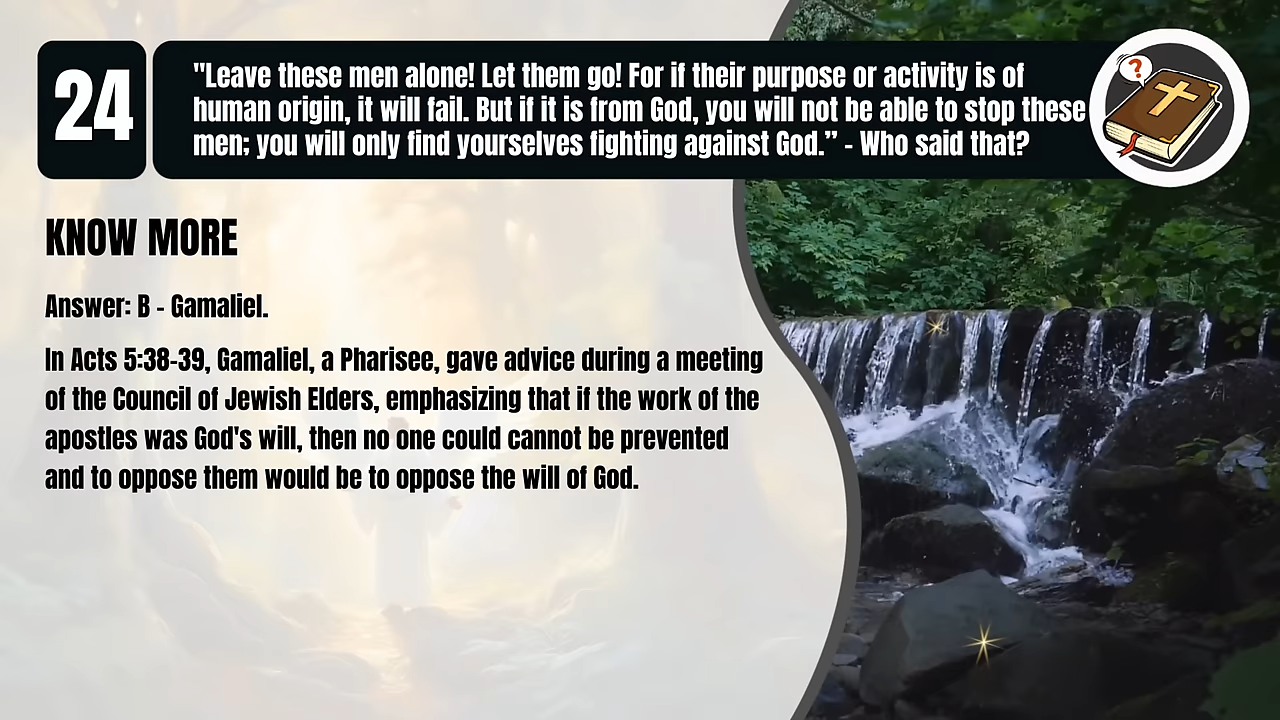 24
"Leave these men alone! Let them go! For if their purpose or activity is of
human origin, it will fail. But if it is from God, you will not be able to stop these
men; you will only find yourselves fighting against God.” - Who said that?
?
KNOW MORE
Answer: B - Gamaliel.
In Acts 5:38-39, Gamaliel, a Pharisee, gave advice during a meeting
of the Council of Jewish Elders, emphasizing that if the work of the
apostles was God's will, then no one could cannot be prevented
and to oppose them would be to oppose the will of God.